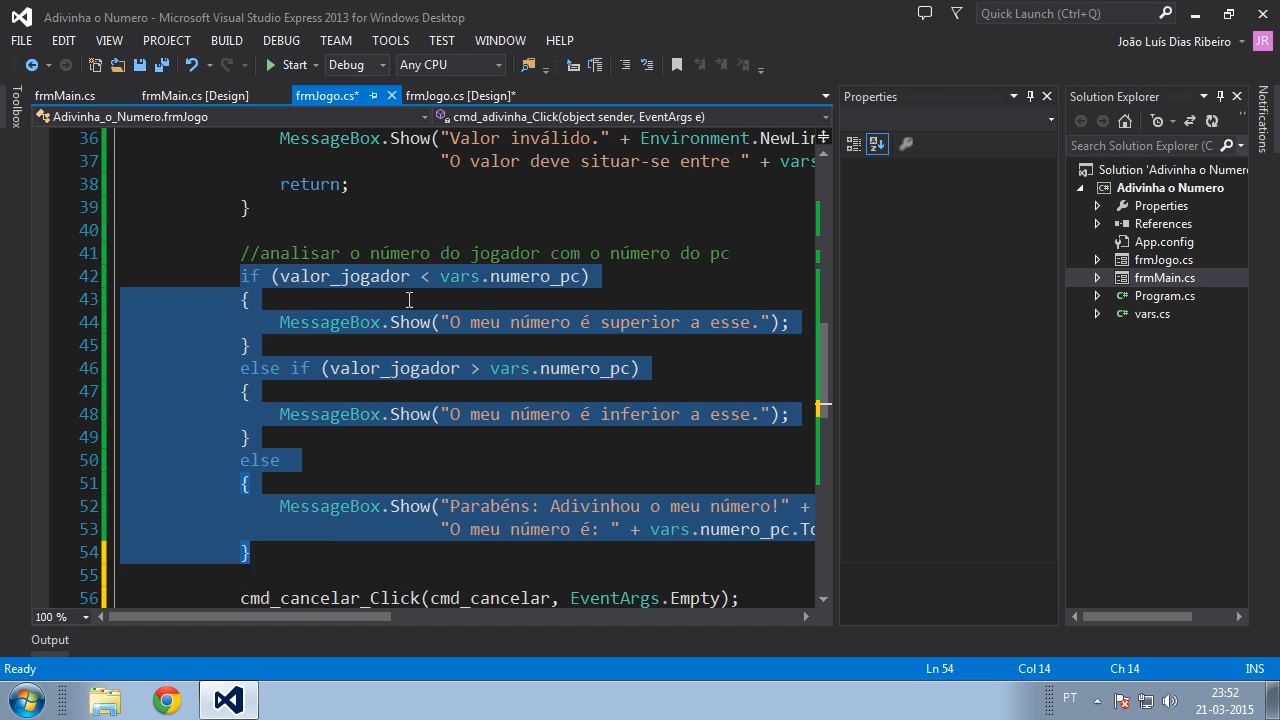 Adivinha o Numero - Microsoft Visual Studio Express 2013 for Windows Desktop
Quick Launch (Ctrl+Q)
FILE EDIT VIEW PROJECT BUILD DEBUG TEAM TOOLS TEST WINDOW HELP
João Luís Dias Ribeiro JR
Start Debug Any CPU
Toolbox
frmMain.cs frmMain.cs [Design] frmJogo.cs* frmJogo.cs [Design]*
Adivinha_o_Numero.frmJogo cmd_adivinha_Click(object sender, EventArgs e)
36 MessageBox.Show("Valor inválido." + Environment.NewLin
37 "O valor deve situar-se entre " + vars
38 return;
39 }
40
41 //analisar o número do jogador com o número do pc
42 if (valor_jogador < vars.numero_pc)
43 {
44 MessageBox.Show("O meu número é superior a esse.");
45 }
46 else if (valor_jogador > vars.numero_pc)
47 {
48 MessageBox.Show("O meu número é inferior a esse.");
49 }
50 else
51 {
52 MessageBox.Show("Parabéns: Adivinhou o meu número!" +
53 "O meu número é: " + vars.numero_pc.To
54 }
55
56 cmd_cancelar_Click(cmd_cancelar, EventArgs.Empty);
100 %
Properties
Solution Explorer
Search Solution Explorer (C
Solution 'Adivinha o Numero
Adivinha o Numero
Properties
References
App.config
frmJogo.cs
frmMain.cs
Program.cs
vars.cs
Notifications
Output
Ready Ln 54 Col 14 Ch 14 INS
PT 23:52
21-03-2015